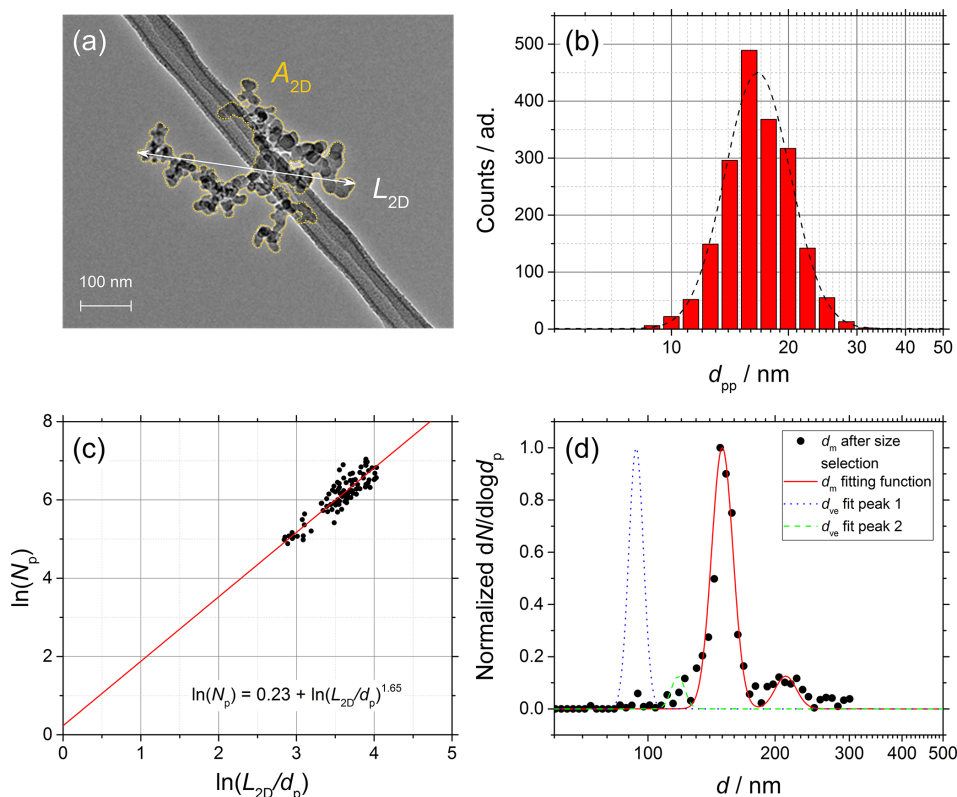 (a)
A2D
L2D
100 nm
(b)
Counts / ad.
500
400
300
200
100
0
10
20
30
40
50
dpp / nm
(c)
ln(Np)
8
6
4
2
0
0
1
2
3
4
5
ln(Np) = 0.23 + ln(L2D/dp)^1.65
ln(L2D/dp)
(d)
Normalized dN/dlogdp
1.0
0.8
0.6
0.4
0.2
0.0
dm after size
selection
dm fitting function
dve fit peak 1
dve fit peak 2
100
200
300
400
500
d / nm